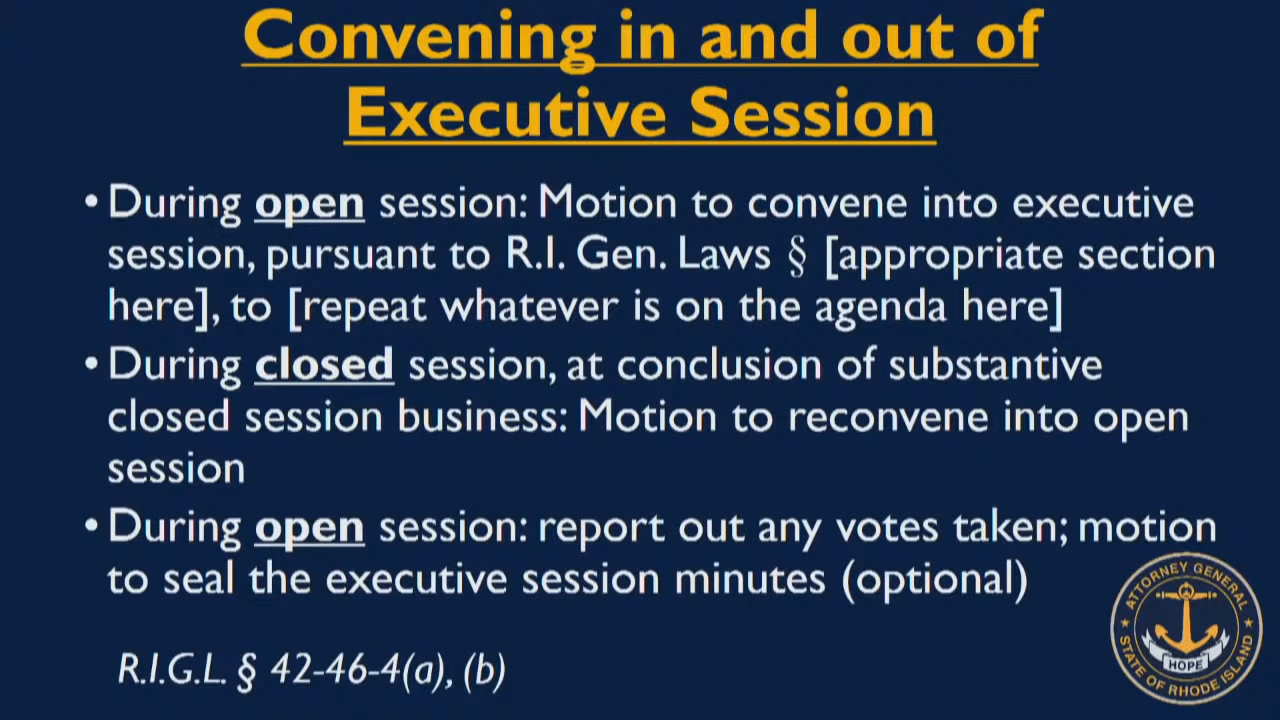 Convening in and out of
Executive Session
• During open session: Motion to convene into executive
session, pursuant to R.I. Gen. Laws § [appropriate section
here], to [repeat whatever is on the agenda here]
• During closed session, at conclusion of substantive
closed session business: Motion to reconvene into open
session
• During open session: report out any votes taken; motion
to seal the executive session minutes (optional)
R.I.G.L. § 42-46-4(a), (b)
ATTORNEY GENERAL
HOPE
STATE OF RHODE ISLAND